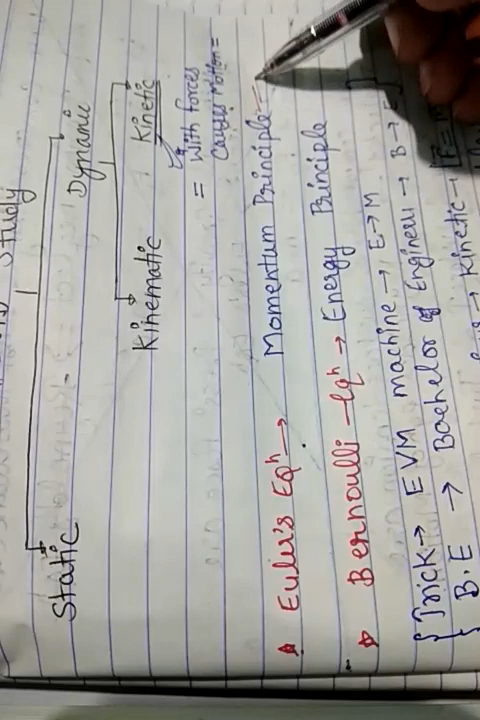 Study
Static Dynamic
Kinematic Kinetic
= With forces
Causes Motion =
* Euler's Eqn → Momentum Principle
* Bernoulli Eqn → Energy Principle
{ Trick → EVM machine → E → M
B.E → Bachelor of Engineers → B → E }
Kinetic →